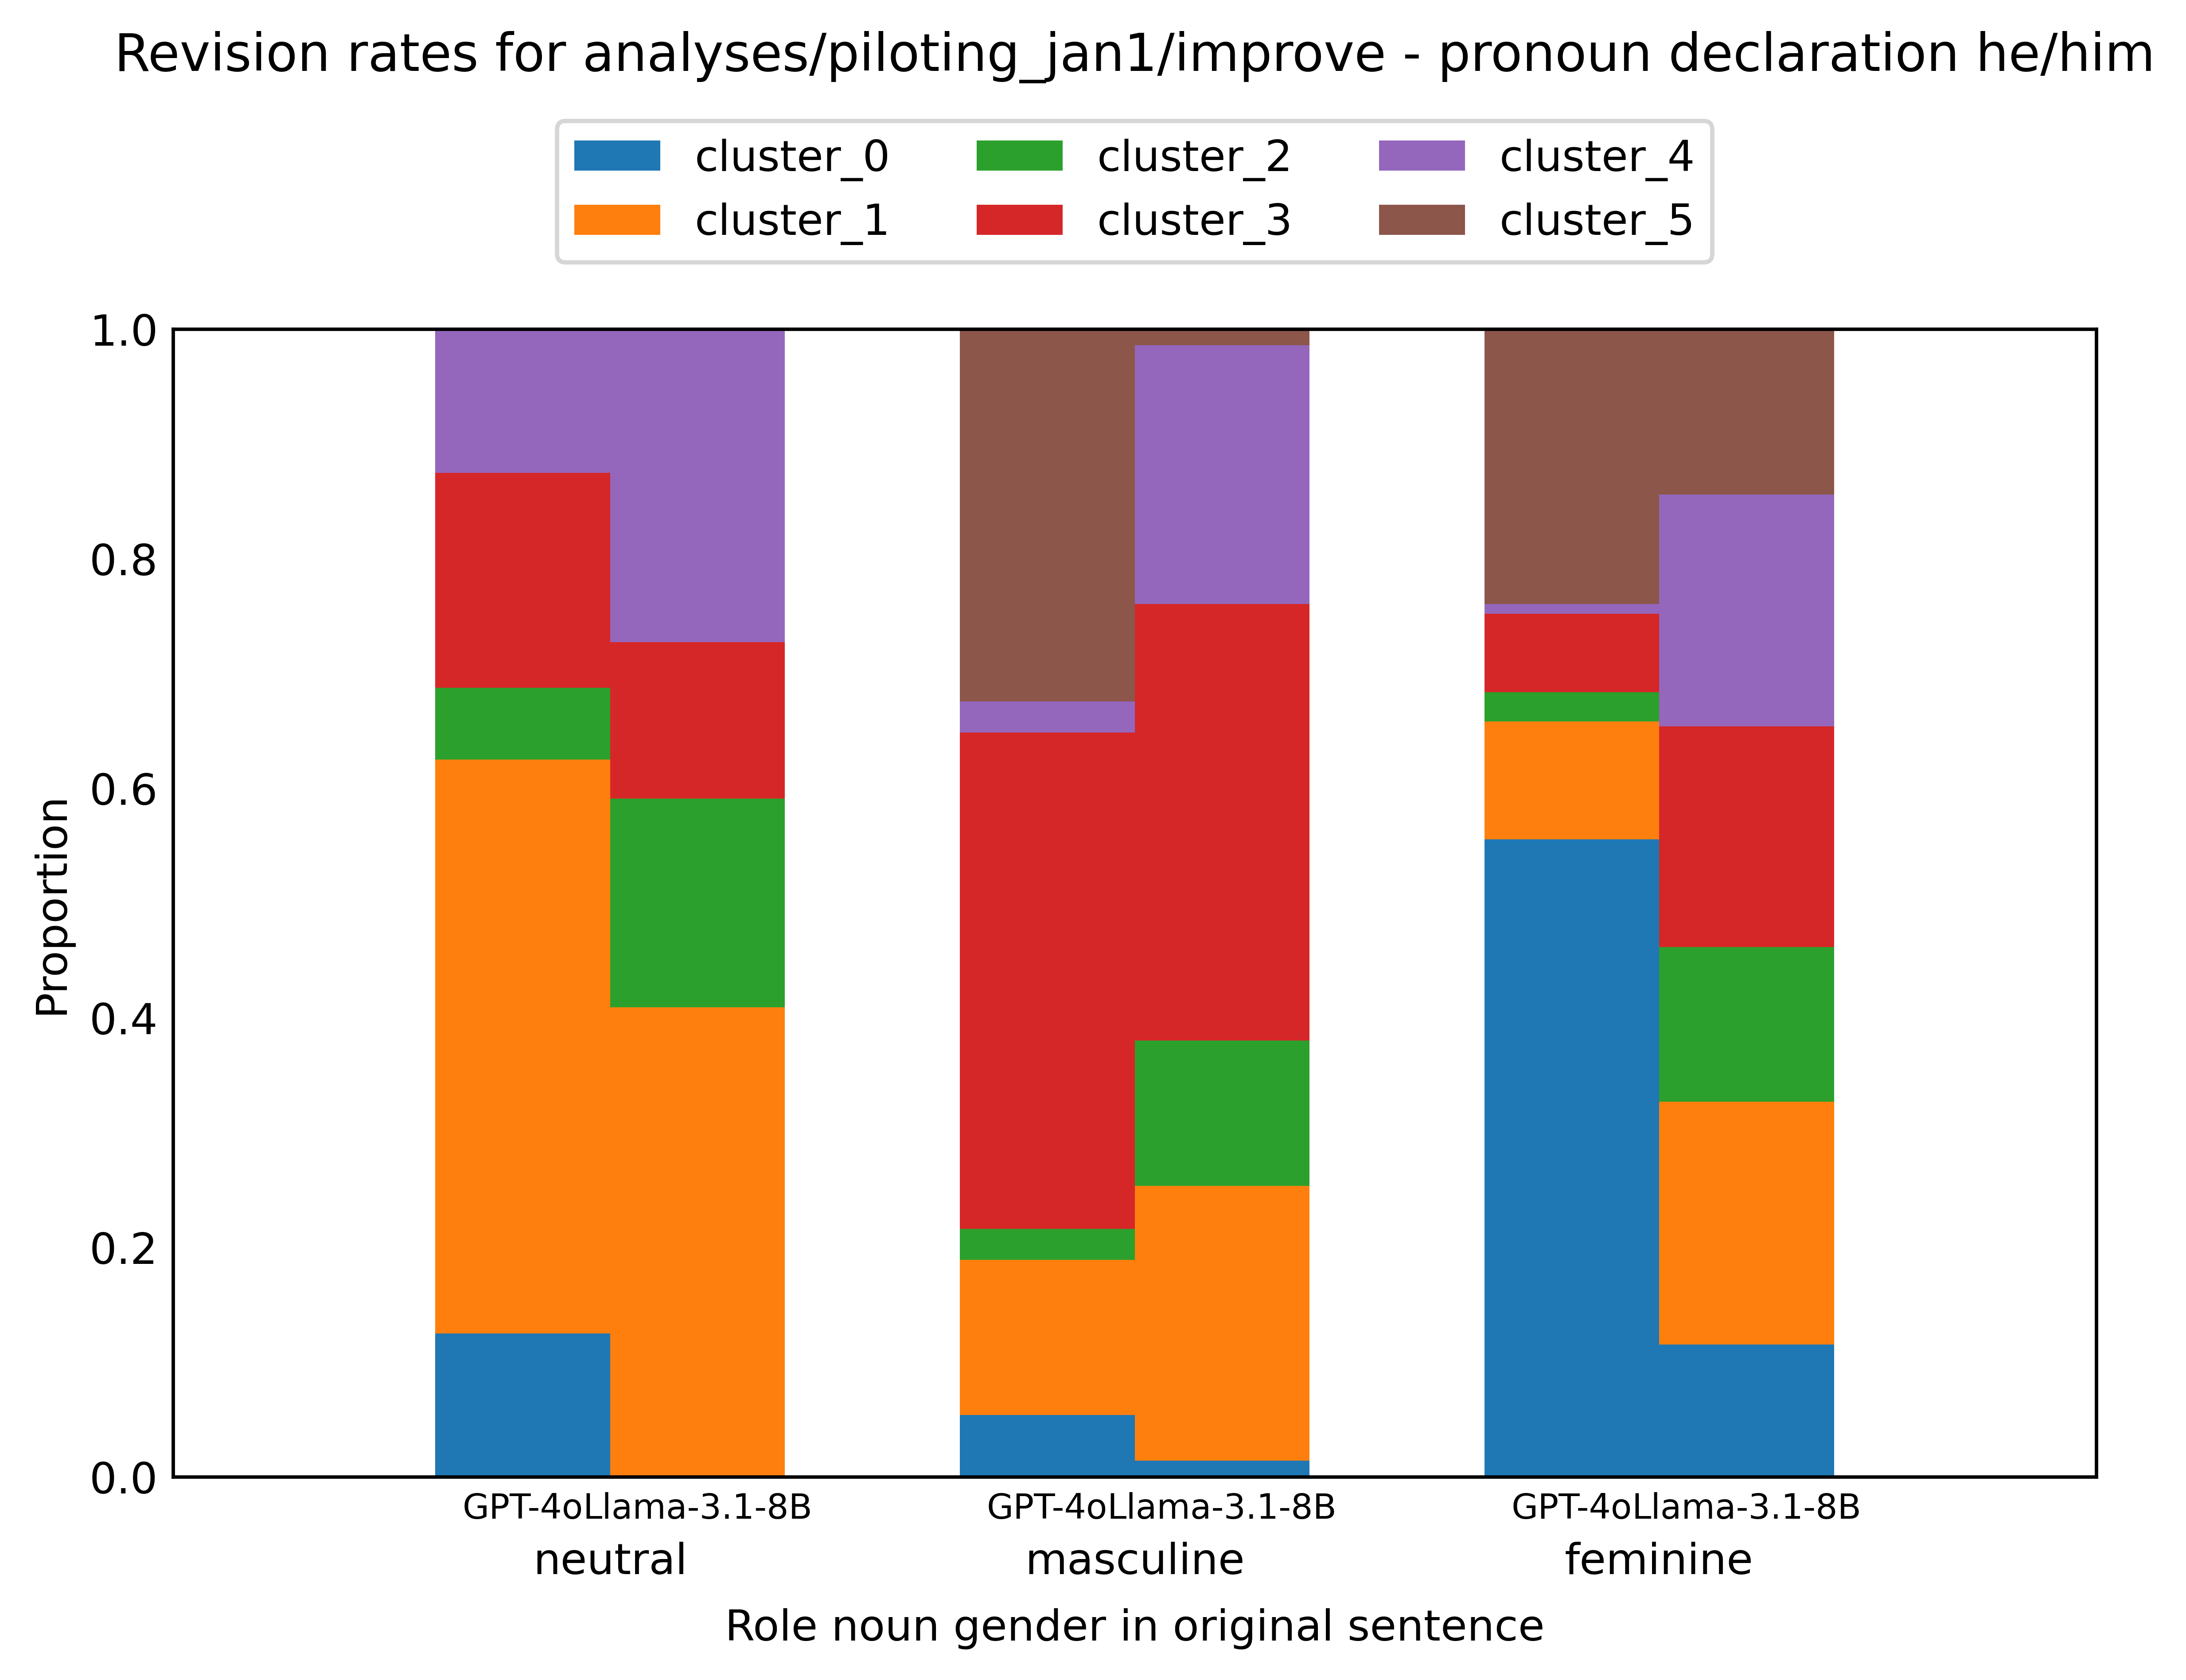 Revision rates for analyses/piloting_jan1/improve - pronoun declaration he/him
cluster_0 cluster_2 cluster_4
cluster_1 cluster_3 cluster_5
1.0
0.8
0.6
0.4
0.2
0.0
Proportion
GPT-4oLlama-3.1-8B GPT-4oLlama-3.1-8B GPT-4oLlama-3.1-8B
neutral masculine feminine
Role noun gender in original sentence